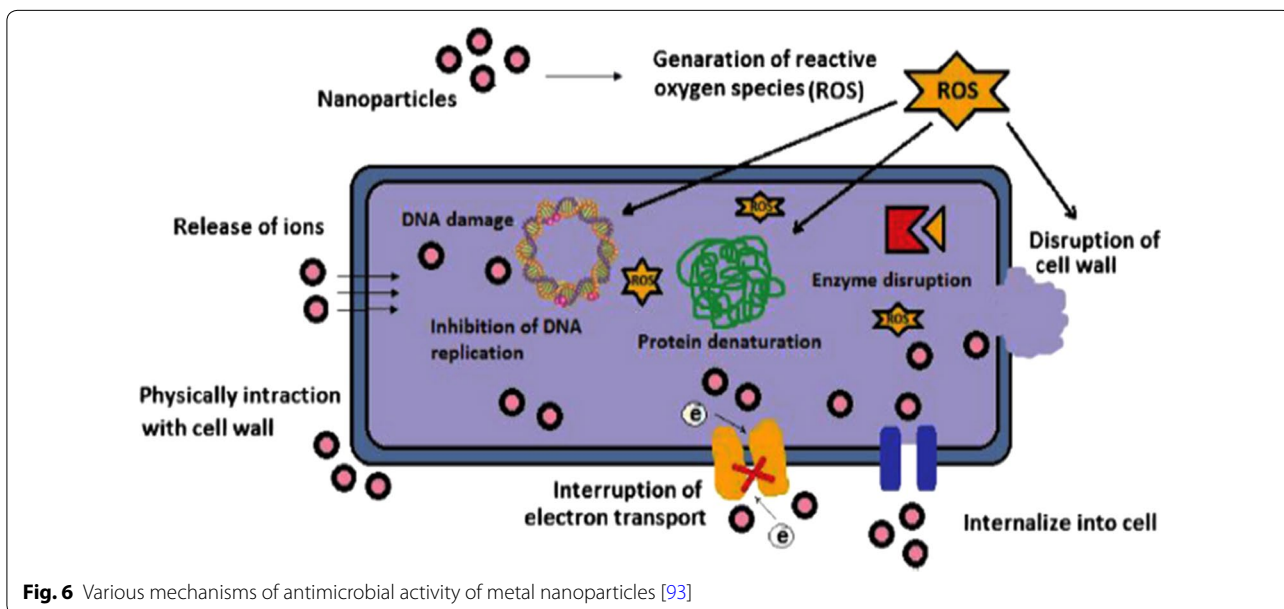 Nanoparticles
Genaration of reactive
oxygen species (ROS)
ROS
Release of ions
DNA damage
ROS
ROS
Enzyme disruption
Disruption of
cell wall
Inhibition of DNA
replication
Protein denaturation
ROS
Physically intraction
with cell wall
e
Interruption of
electron transport
e
Internalize into cell
Fig. 6 Various mechanisms of antimicrobial activity of metal nanoparticles [93]